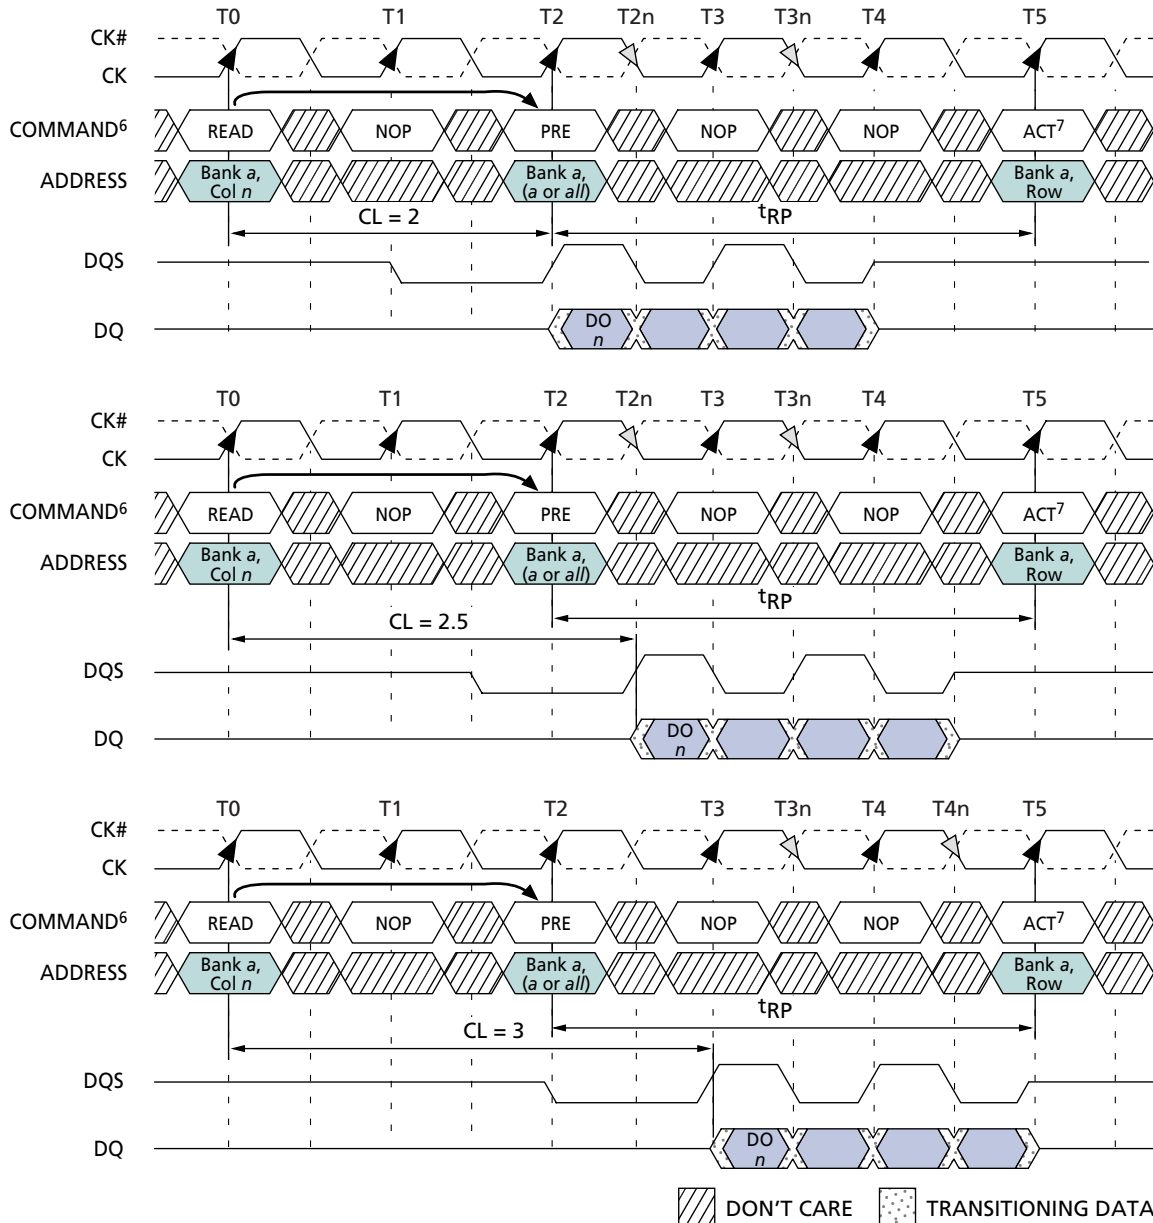 T0 T1 T2 T2n T3 T3n T4 T5
CK#
CK
COMMAND6 READ NOP PRE NOP NOP ACT7
ADDRESS Bank a, Col n Bank a, (a or all) Bank a, Row
CL = 2 tRP
DQS
DQ DO n
T0 T1 T2 T2n T3 T3n T4 T5
CK#
CK
COMMAND6 READ NOP PRE NOP NOP ACT7
ADDRESS Bank a, Col n Bank a, (a or all) Bank a, Row
CL = 2.5 tRP
DQS
DQ DO n
T0 T1 T2 T3 T3n T4 T4n T5
CK#
CK
COMMAND6 READ NOP PRE NOP NOP ACT7
ADDRESS Bank a, Col n Bank a, (a or all) Bank a, Row
CL = 3 tRP
DQS
DQ DO n
DON'T CARE TRANSITIONING DATA